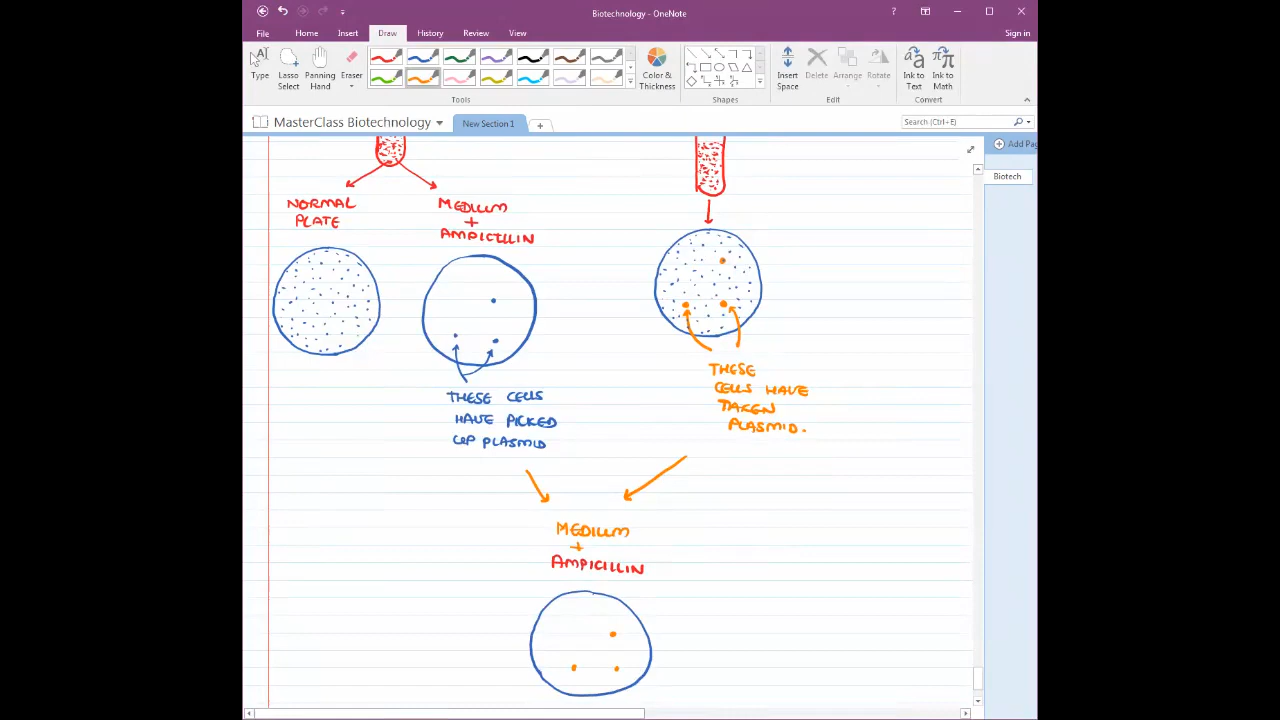 Biotechnology - OneNote
?
File
Home
Insert
Draw
History
Review
View
Sign in
Type
Lasso
Select
Panning
Hand
Eraser
Color &
Thickness
Insert
Space
Delete
Arrange
Rotate
Ink to
Text
Ink to
Math
Tools
Shapes
Edit
Convert
MasterClass Biotechnology
New Section 1
Search (Ctrl+E)
Add Pag
Biotech
NORMAL
PLATE
MEDIUM
+
AMPICILLIN
THESE CELLS
HAVE PICKED
UP PLASMID
THESE
CELLS HAVE
TAKEN
PLASMID.
MEDIUM
+
AMPICILLIN